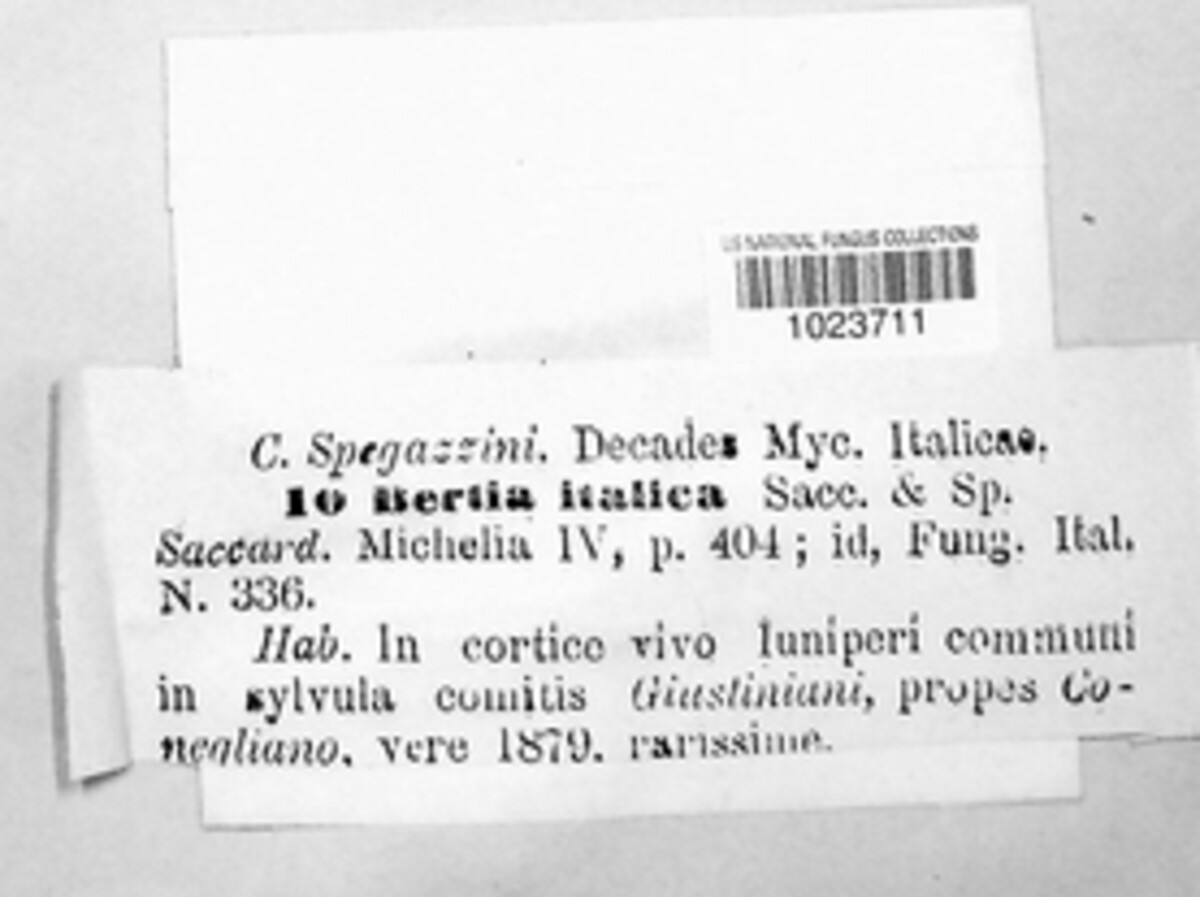 US NATIONAL FUNGUS COLLECTIONS
1023711
C. Spegazzini. Decades Myc. Italicae.
10 Bertia italica Sacc. & Sp.
Saccard. Michelia IV, p. 404 ; id, Fung. Ital.
N. 336.
Hab. In cortice vivo Iuniperi communi
in sylvula comitis Giustiniani, propes Co-
negliano, vere 1879. rarissime.